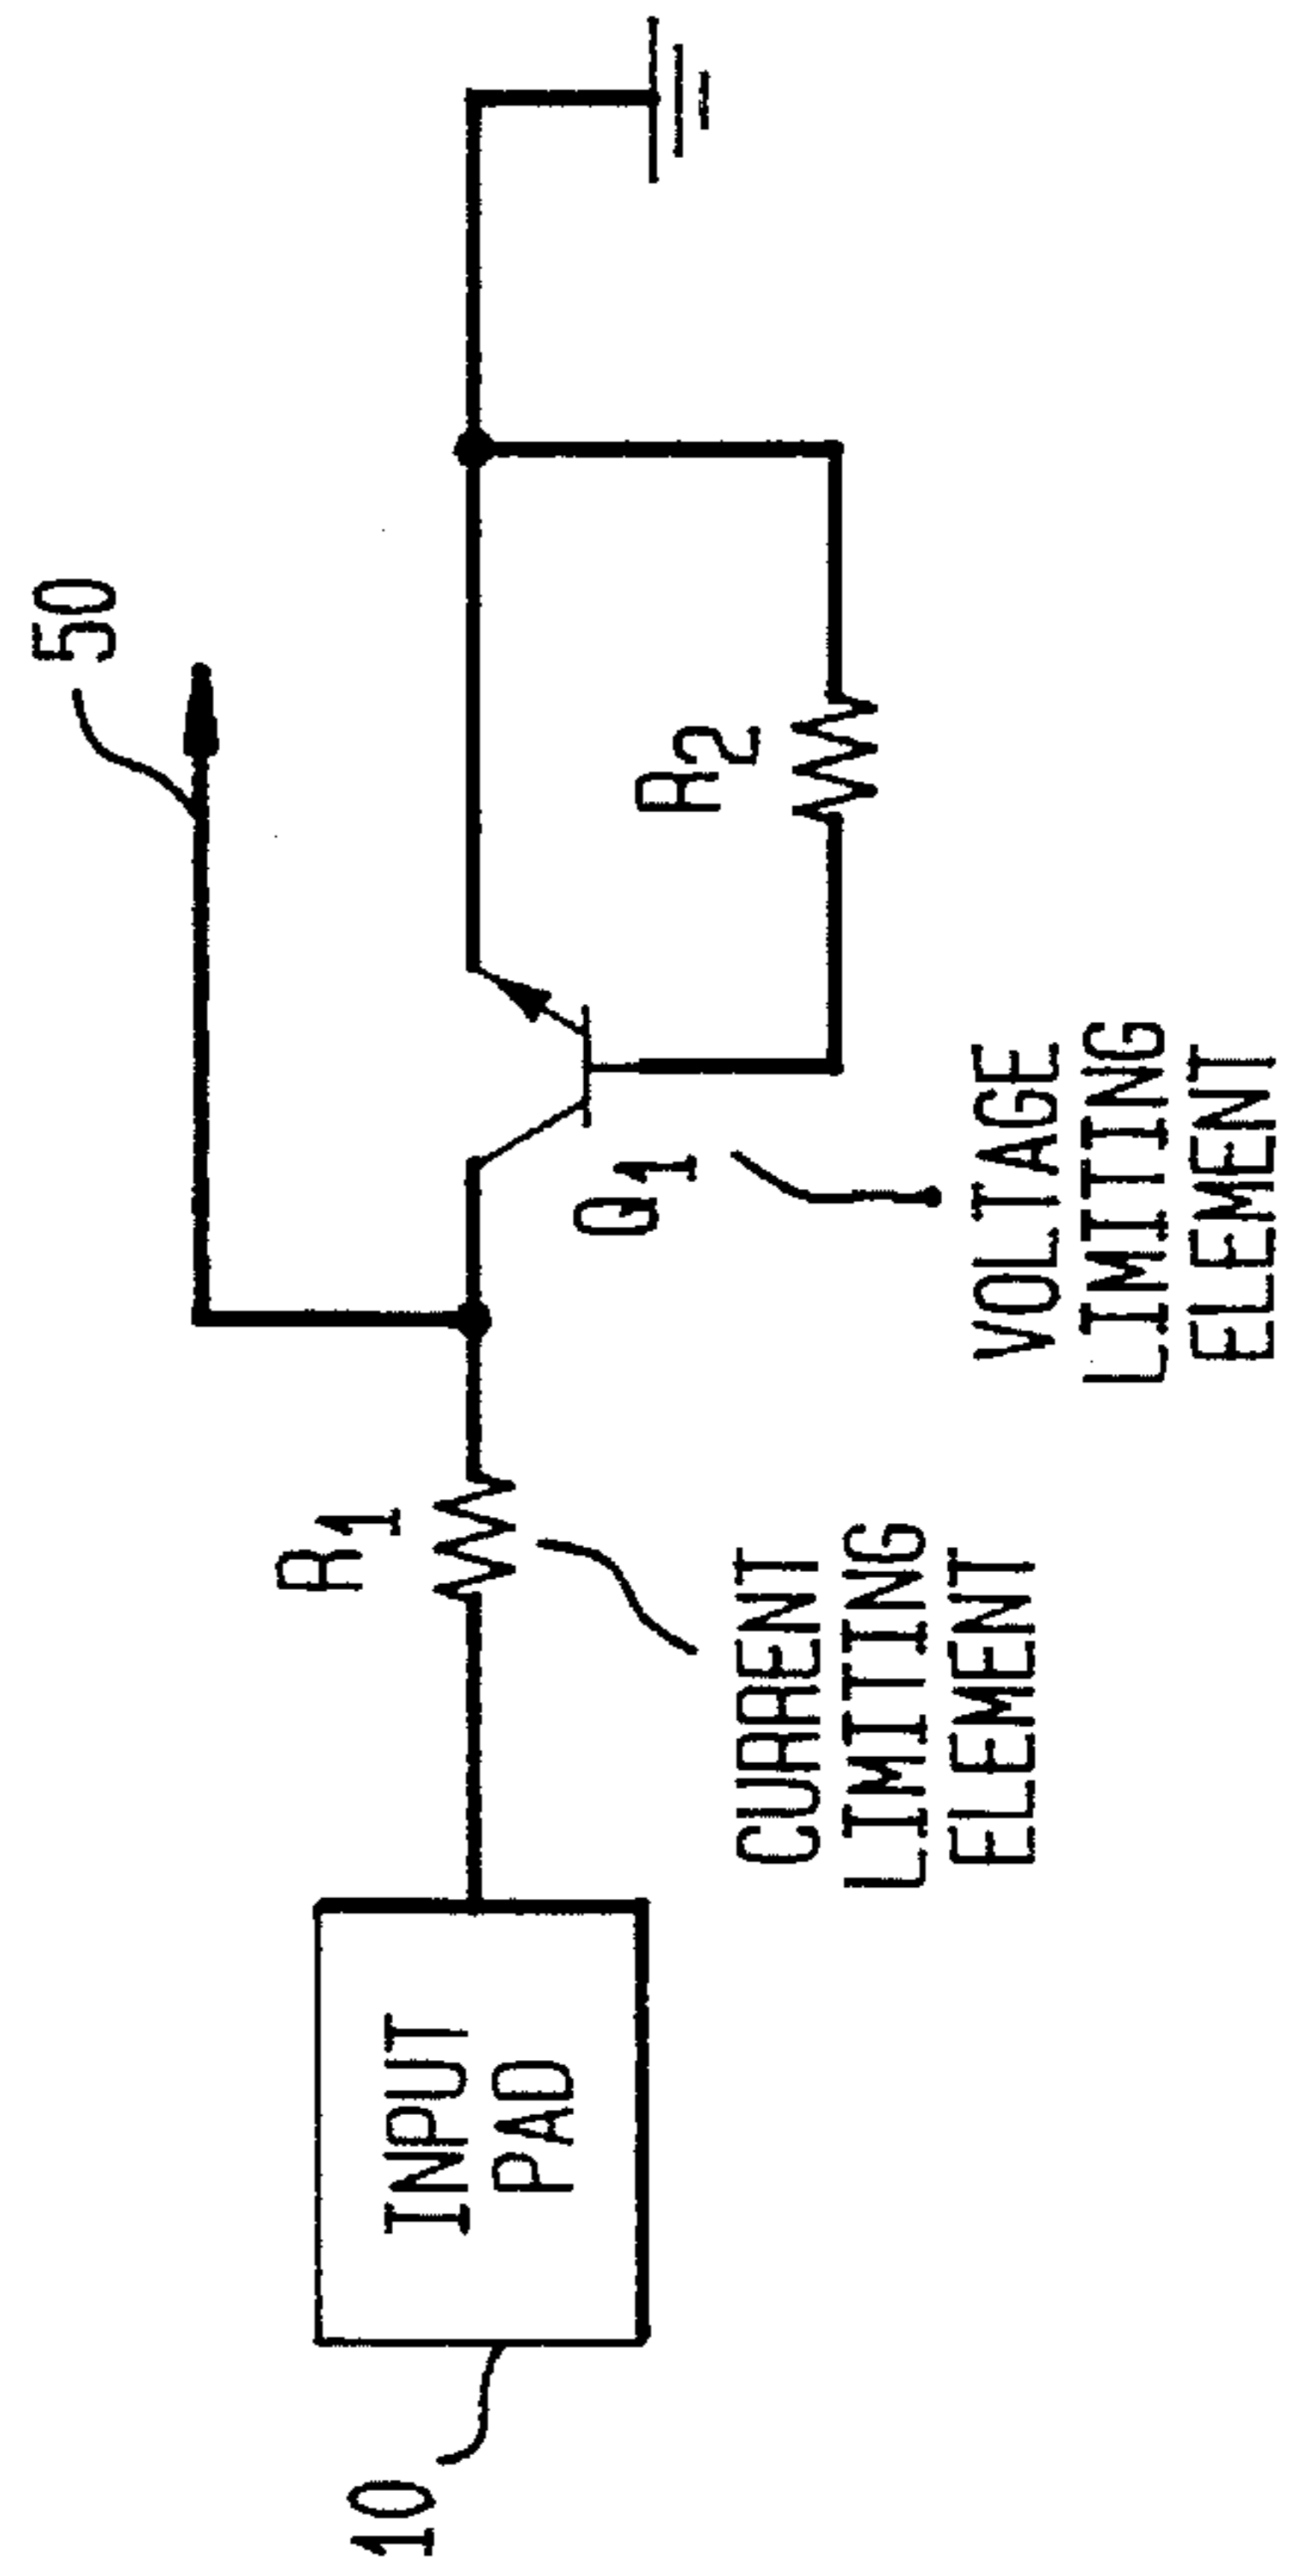 50
R1
R2
Q1
INPUT
PAD
10
CURRENT
LIMITING
ELEMENT
VOLTAGE
LIMITING
ELEMENT